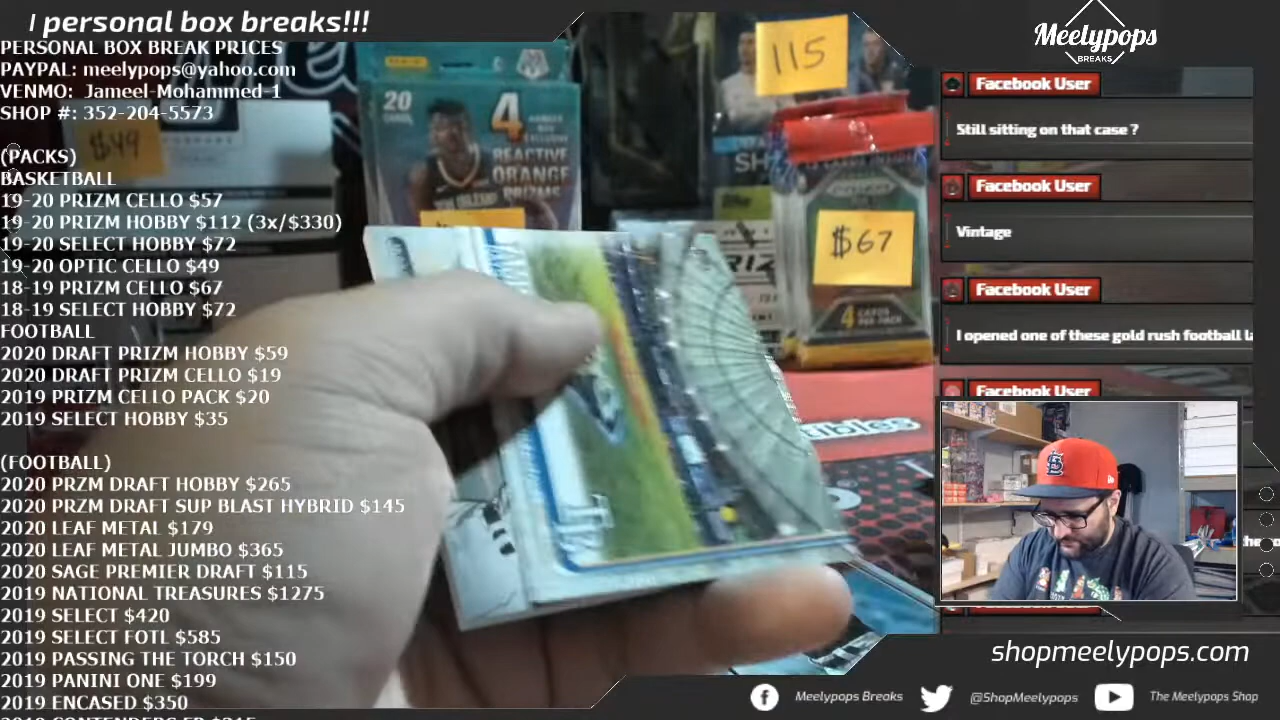 I personal box breaks!!!
PERSONAL BOX BREAK PRICES
PAYPAL: meelypops@yahoo.com
VENMO: Jameel-Mohammed-1
SHOP #: 352-204-5573
(PACKS)
BASKETBALL
19-20 PRIZM CELLO $57
19-20 PRIZM HOBBY $112 (3x/$330)
19-20 SELECT HOBBY $72
19-20 OPTIC CELLO $49
18-19 PRIZM CELLO $67
18-19 SELECT HOBBY $72
FOOTBALL
2020 DRAFT PRIZM HOBBY $59
2020 DRAFT PRIZM CELLO $19
2019 PRIZM CELLO PACK $20
2019 SELECT HOBBY $35
(FOOTBALL)
2020 PRZM DRAFT HOBBY $265
2020 PRZM DRAFT SUP BLAST HYBRID $145
2020 LEAF METAL $179
2020 LEAF METAL JUMBO $365
2020 SAGE PREMIER DRAFT $115
2019 NATIONAL TREASURES $1275
2019 SELECT $420
2019 SELECT FOTL $585
2019 PASSING THE TORCH $150
2019 PANINI ONE $199
2019 ENCASED $350
$49
20
4
REACTIVE
ORANGE
PRIZMS
115
$67
4 CARDS
PER PACK
Meelypops
BREAKS
Facebook User
Still sitting on that case ?
Facebook User
Vintage
Facebook User
I opened one of these gold rush football
Facebook User
shopmeelypops.com
Meelypops Breaks
@ShopMeelypops
The Meelypops Shop